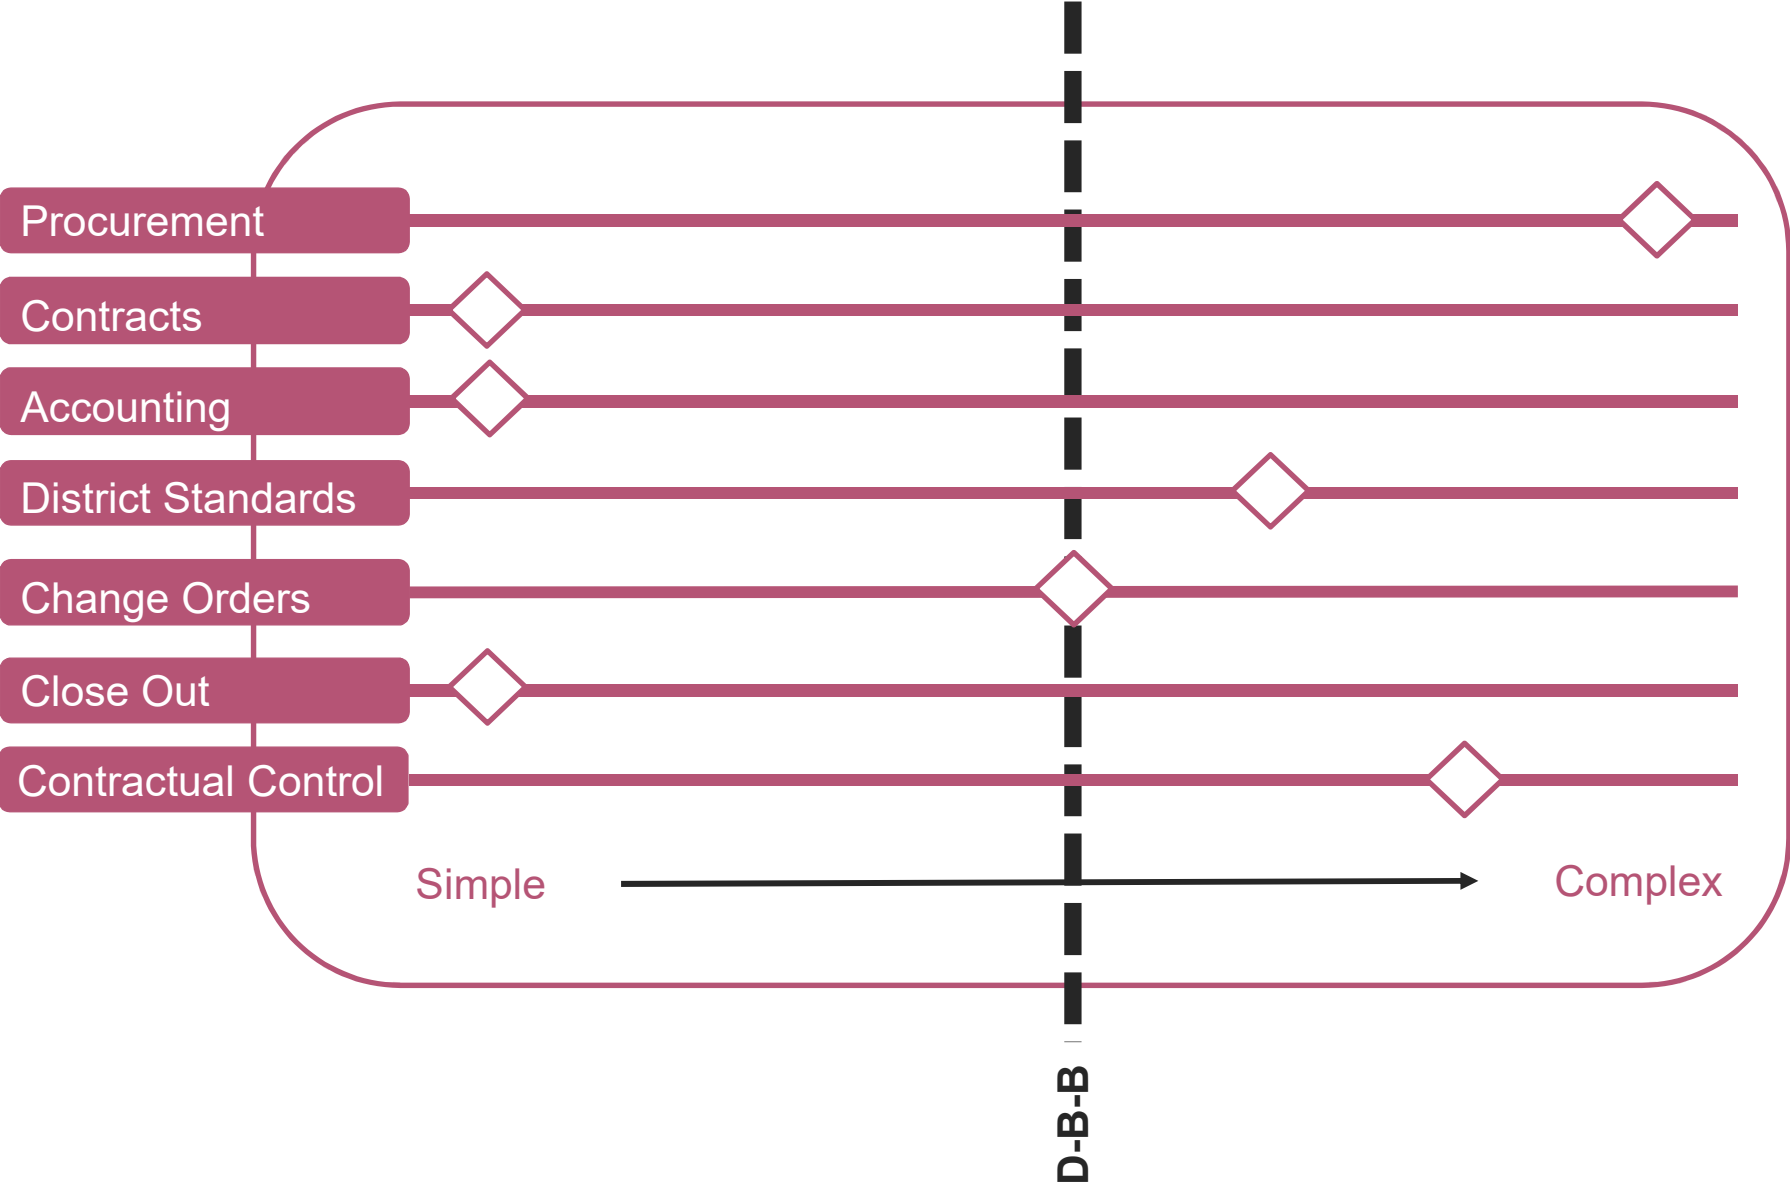 Procurement
Contracts
Accounting
District Standards
Change Orders
Close Out
Contractual Control
Simple
Complex
D-B-B